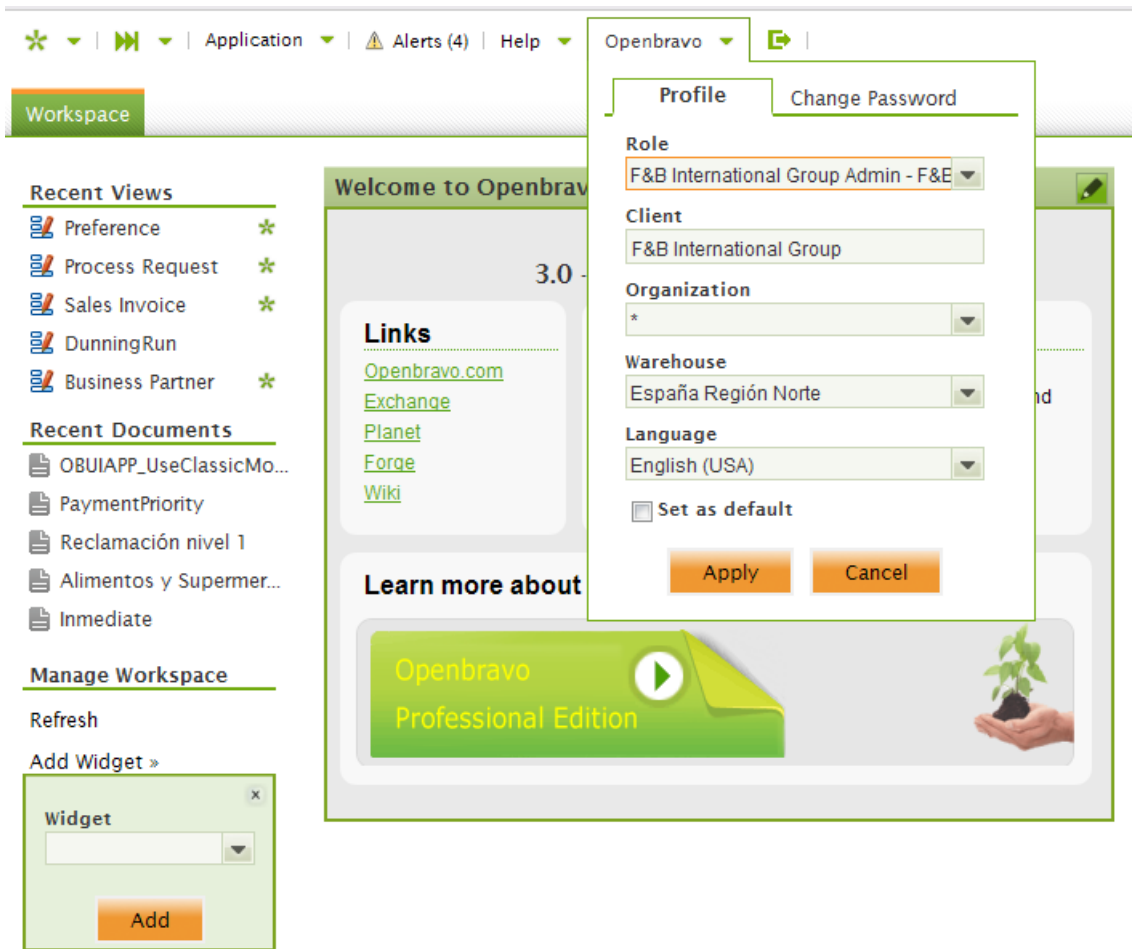 Application
Alerts (4)
Help
Openbravo
Workspace
Profile
Change Password
Role
F&B International Group Admin - F&E
Client
F&B International Group
Organization
*
Warehouse
España Región Norte
Language
English (USA)
Set as default
Apply
Cancel
Recent Views
Preference
Process Request
Sales Invoice
DunningRun
Business Partner
Recent Documents
OBUIAPP_UseClassicMo...
PaymentPriority
Reclamación nivel 1
Alimentos y Supermer...
Inmediate
Manage Workspace
Refresh
Add Widget »
x
Widget
Add
Welcome to Openbrav
3.0 -
Links
Openbravo.com
Exchange
Planet
Forge
Wiki
Learn more about
Openbravo
Professional Edition